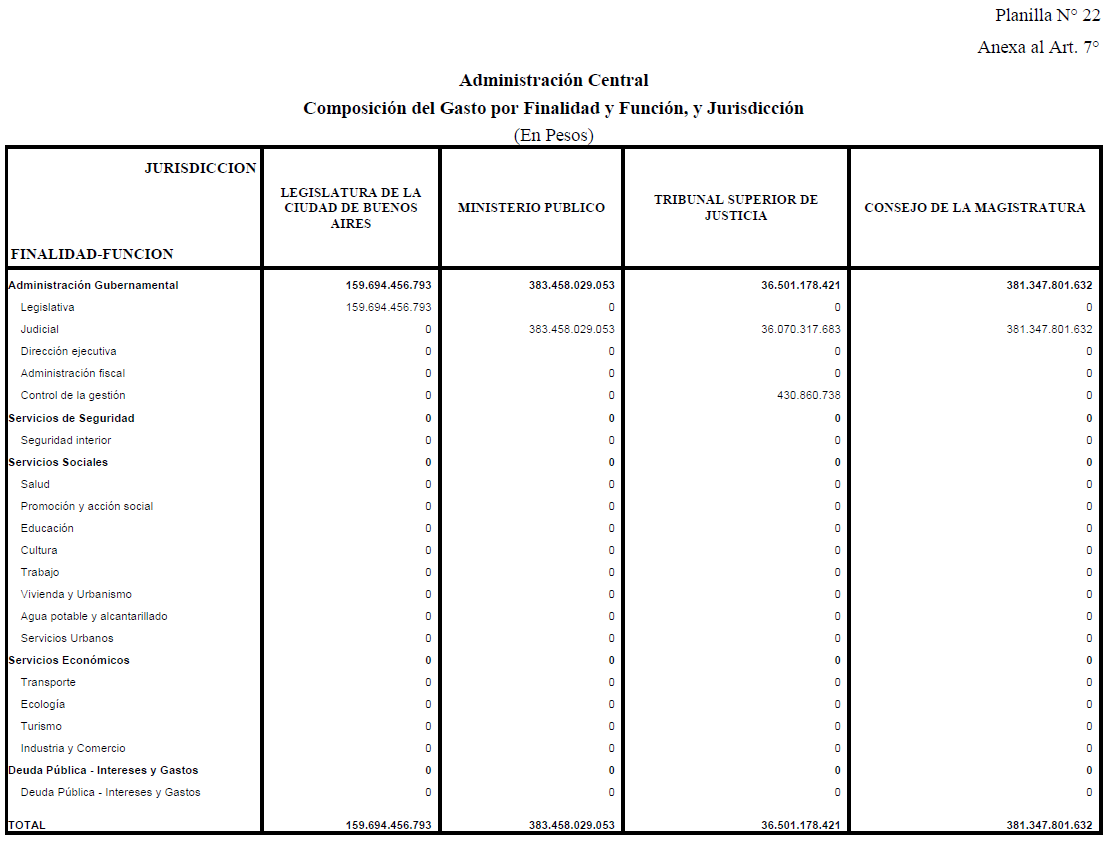 Planilla N° 22
Anexa al Art. 7°
Administración Central
Composición del Gasto por Finalidad y Función, y Jurisdicción
(En Pesos)
JURISDICCION
FINALIDAD-FUNCION
LEGISLATURA DE LA
CIUDAD DE BUENOS
AIRES
MINISTERIO PUBLICO
TRIBUNAL SUPERIOR DE
JUSTICIA
CONSEJO DE LA MAGISTRATURA
Administración Gubernamental 159.694.456.793 383.458.029.053 36.501.178.421 381.347.801.632
Legislativa 159.694.456.793 0 0 0
Judicial 0 383.458.029.053 36.070.317.683 381.347.801.632
Dirección ejecutiva 0 0 0 0
Administración fiscal 0 0 0 0
Control de la gestión 0 0 430.860.738 0
Servicios de Seguridad 0 0 0 0
Seguridad interior 0 0 0 0
Servicios Sociales 0 0 0 0
Salud 0 0 0 0
Promoción y acción social 0 0 0 0
Educación 0 0 0 0
Cultura 0 0 0 0
Trabajo 0 0 0 0
Vivienda y Urbanismo 0 0 0 0
Agua potable y alcantarillado 0 0 0 0
Servicios Urbanos 0 0 0 0
Servicios Económicos 0 0 0 0
Transporte 0 0 0 0
Ecología 0 0 0 0
Turismo 0 0 0 0
Industria y Comercio 0 0 0 0
Deuda Pública - Intereses y Gastos 0 0 0 0
Deuda Pública - Intereses y Gastos 0 0 0 0
TOTAL 159.694.456.793 383.458.029.053 36.501.178.421 381.347.801.632